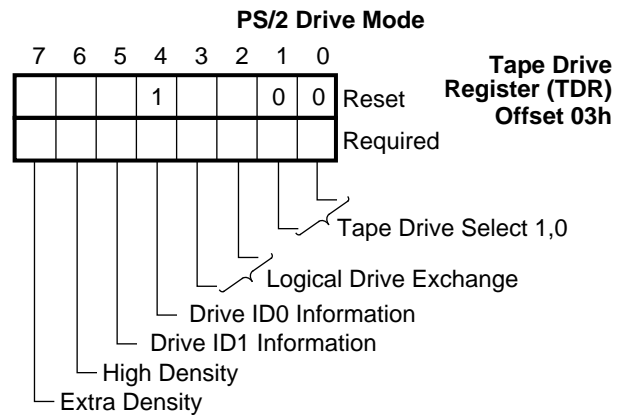 PS/2 Drive Mode
7 6 5 4 3 2 1 0
Tape Drive
Register (TDR)
Offset 03h
1 0 0 Reset
Required
Tape Drive Select 1,0
Logical Drive Exchange
Drive ID0 Information
Drive ID1 Information
High Density
Extra Density